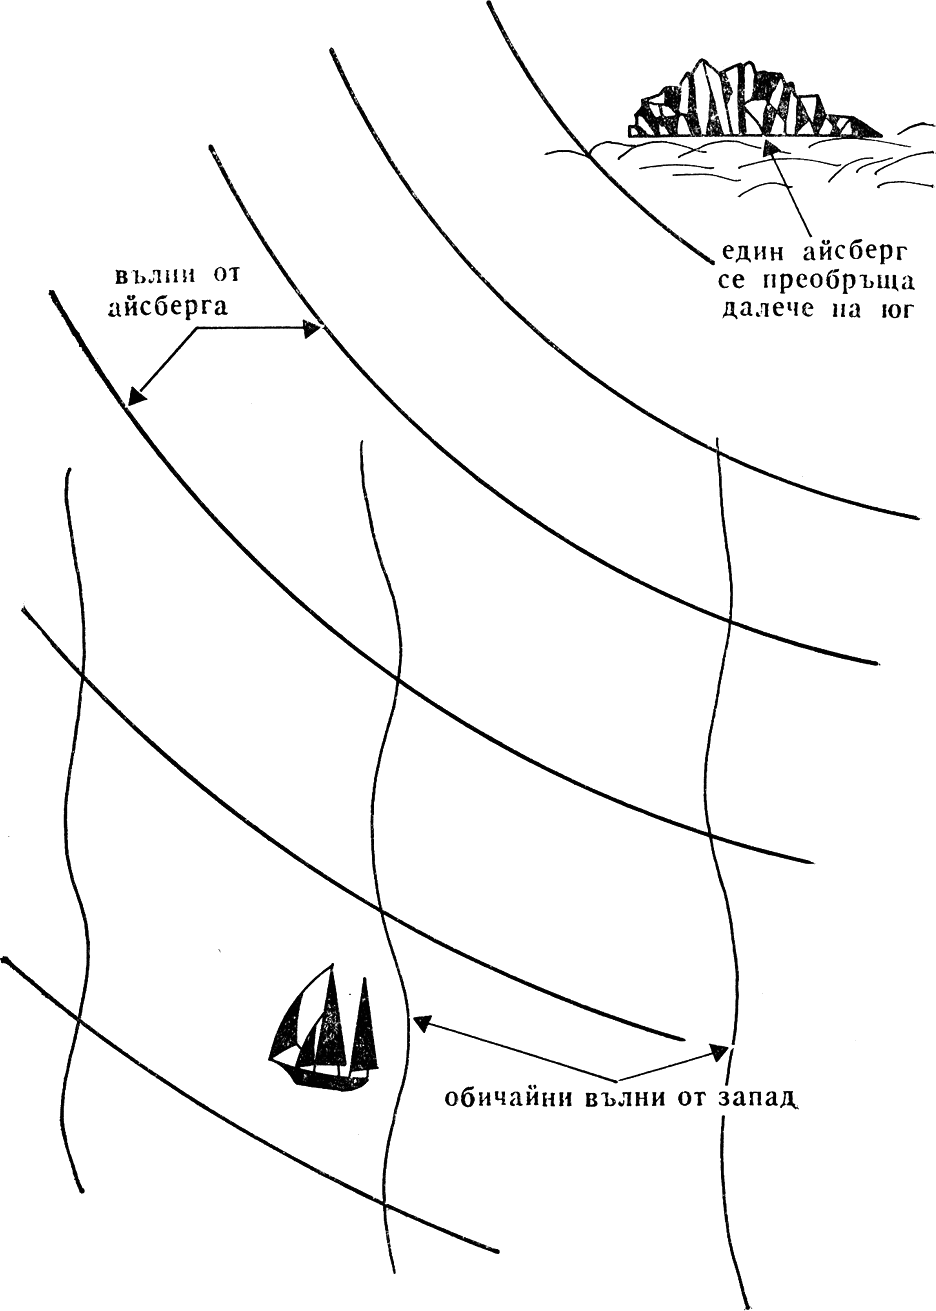 един айсберг
се преобръща
далече на юг
вълни от
айсберга
обичайни вълни от запад